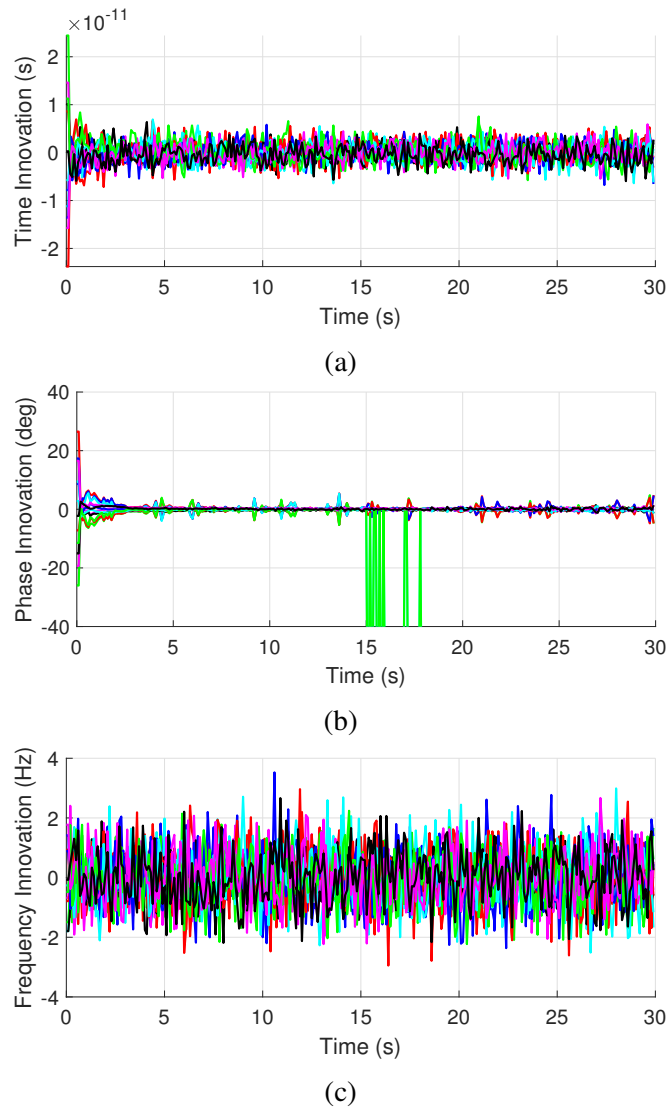 ×10⁻¹¹
2
1
0
-1
-2
Time Innovation (s)
0 5 10 15 20 25 30
Time (s)
(a)
40
20
0
-20
-40
Phase Innovation (deg)
0 5 10 15 20 25 30
Time (s)
(b)
4
2
0
-2
-4
Frequency Innovation (Hz)
0 5 10 15 20 25 30
Time (s)
(c)